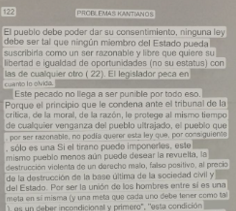 122
PROBLEMAS KANTIANOS
El pueblo debe poder dar su consentimiento, ninguna ley
debe ser tal que ningún miembro del Estado pueda
suscribirla como un ser razonable y libre que quiere su
libertad e igualdad de oportunidades (no su estatus) con
las de cualquier otro ( 22). El legislador peca en
cuanto lo olvida.
Este pecado no llega a ser punible por todo eso.
Porque el principio que le condena ante el tribunal de la
crítica, de la moral, de la razón, le protege al mismo tiempo
de cualquier venganza del pueblo ultrajado, el pueblo que
, por ser razonable, no podía querer esta ley que, por consiguiente
, sólo es una Si el tirano puede imponerles, este
mismo pueblo menos aún puede desear la revuelta, la
destrucción violenta de un derecho malo, falso positivo, al precio
de la destrucción de la base última de la sociedad civil y
del Estado. Por ser la unión de los hombres entre sí es una
meta en sí misma (y una meta que cada uno debe tener como tal
), es un deber incondicional y primero", "esta condición